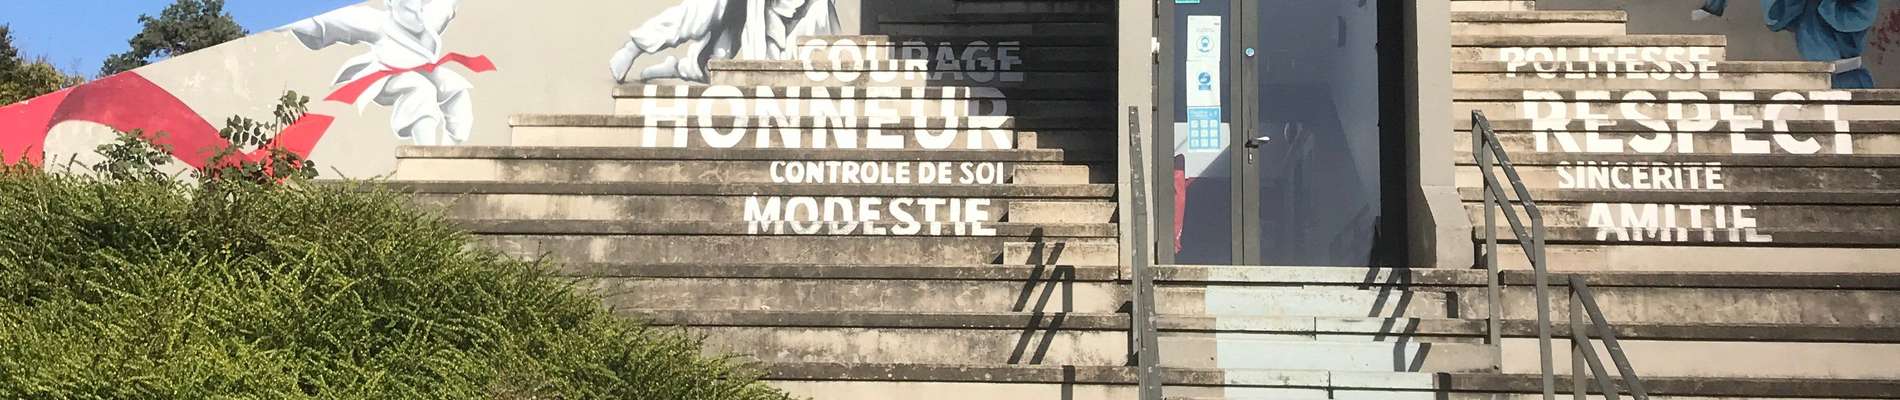 COURAGE
HONNEUR
CONTROLE DE SOI
MODESTIE
POLITESSE
RESPECT
SINCERITE
AMITIE